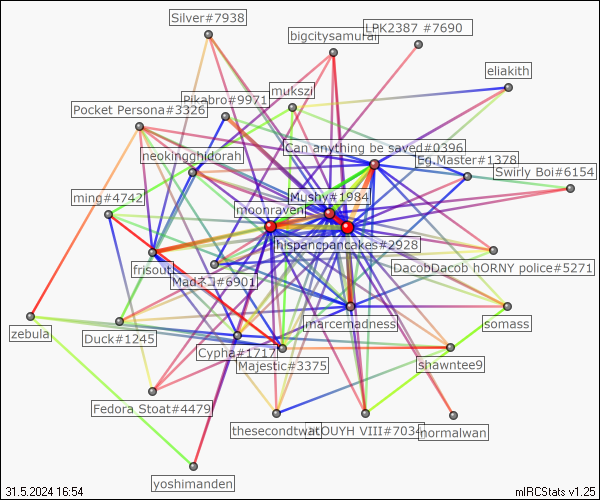 Silver#7938
LPK2387 #7690
bigcitysamurai
eliakith
mukszi
Pikabro#9971
Pocket Persona#3326
Can anything be saved#0396
neokingghidorah
Eg.Master#1378
Swirly Boi#6154
ming#4742
Mushy#1984
moonraven
hispanepancakes#2928
frisout
DacobDacob hORNY police#5271
Madネコ#6901
zebula
marcemadness
somass
Duck#1245
Cypha#1717
Majestic#3375
shawntee9
Fedora Stoat#4479
thesecondtwat
OUYH VIII#7034
normalwan
yoshimanden
31.5.2024 16:54
mIRCStats v1.25